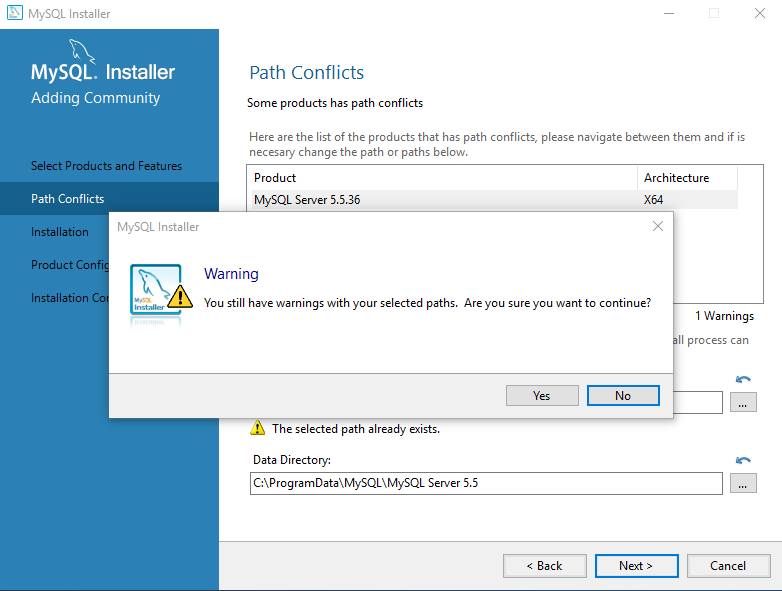 MySQL Installer
MySQL. Installer
Adding Community
Select Products and Features
Path Conflicts
Installation
Product Config
Installation Co
Path Conflicts
Some products has path conflicts
Here are the list of the products that has path conflicts, please navigate between them and if is
necesary change the path or paths below.
Product Architecture
MySQL Server 5.5.36 X64
MySQL Installer
Warning
MySQL
Installer
You still have warnings with your selected paths. Are you sure you want to continue?
Yes No
1 Warnings
all process can
...
The selected path already exists.
Data Directory:
C:\ProgramData\MySQL\MySQL Server 5.5
...
< Back Next > Cancel